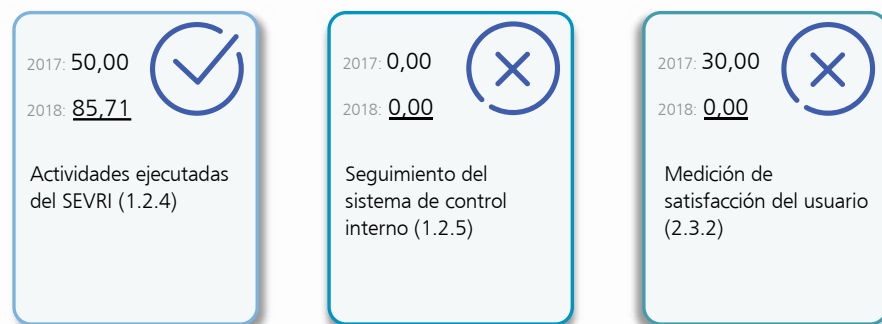 2017: 50,00
2018: 85,71
Actividades ejecutadas
del SEVRI (1.2.4)
2017: 0,00
2018: 0,00
Seguimiento del
sistema de control
interno (1.2.5)
2017: 30,00
2018: 0,00
Medición de
satisfacción del usuario
(2.3.2)